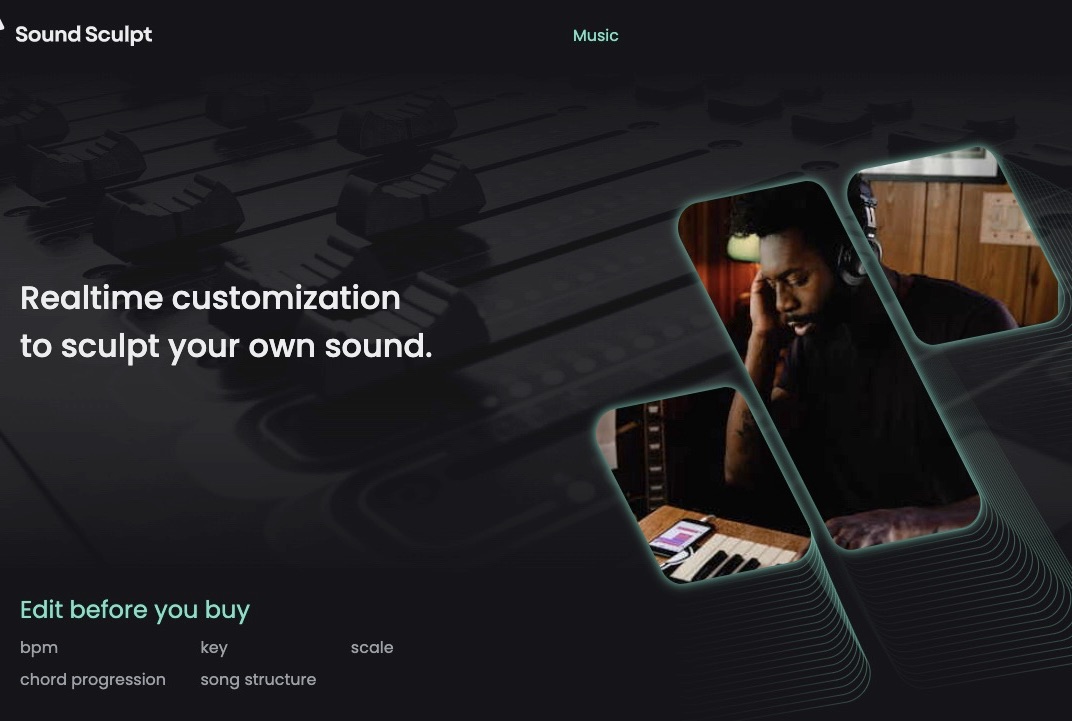 Sound Sculpt
Music
Realtime customization
to sculpt your own sound.
Edit before you buy
bpm key scale
chord progression song structure